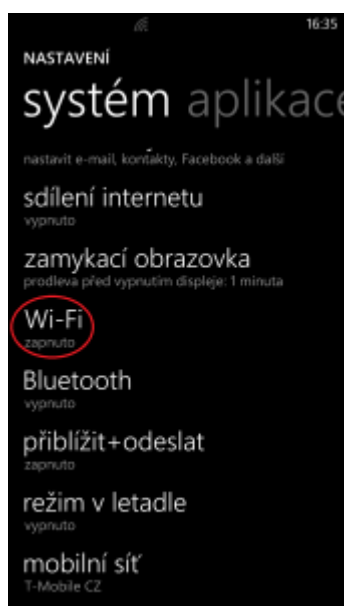 16:35
NASTAVENÍ
systém aplikace
nastavit e-mail, kontakty, Facebook a další
sdílení internetu
vypnuto
zamykací obrazovka
prodleva před vypnutím displeje: 1 minuta
Wi-Fi
zapnuto
Bluetooth
vypnuto
přiblížit+odeslat
zapnuto
režim v letadle
vypnuto
mobilní síť
T-Mobile CZ